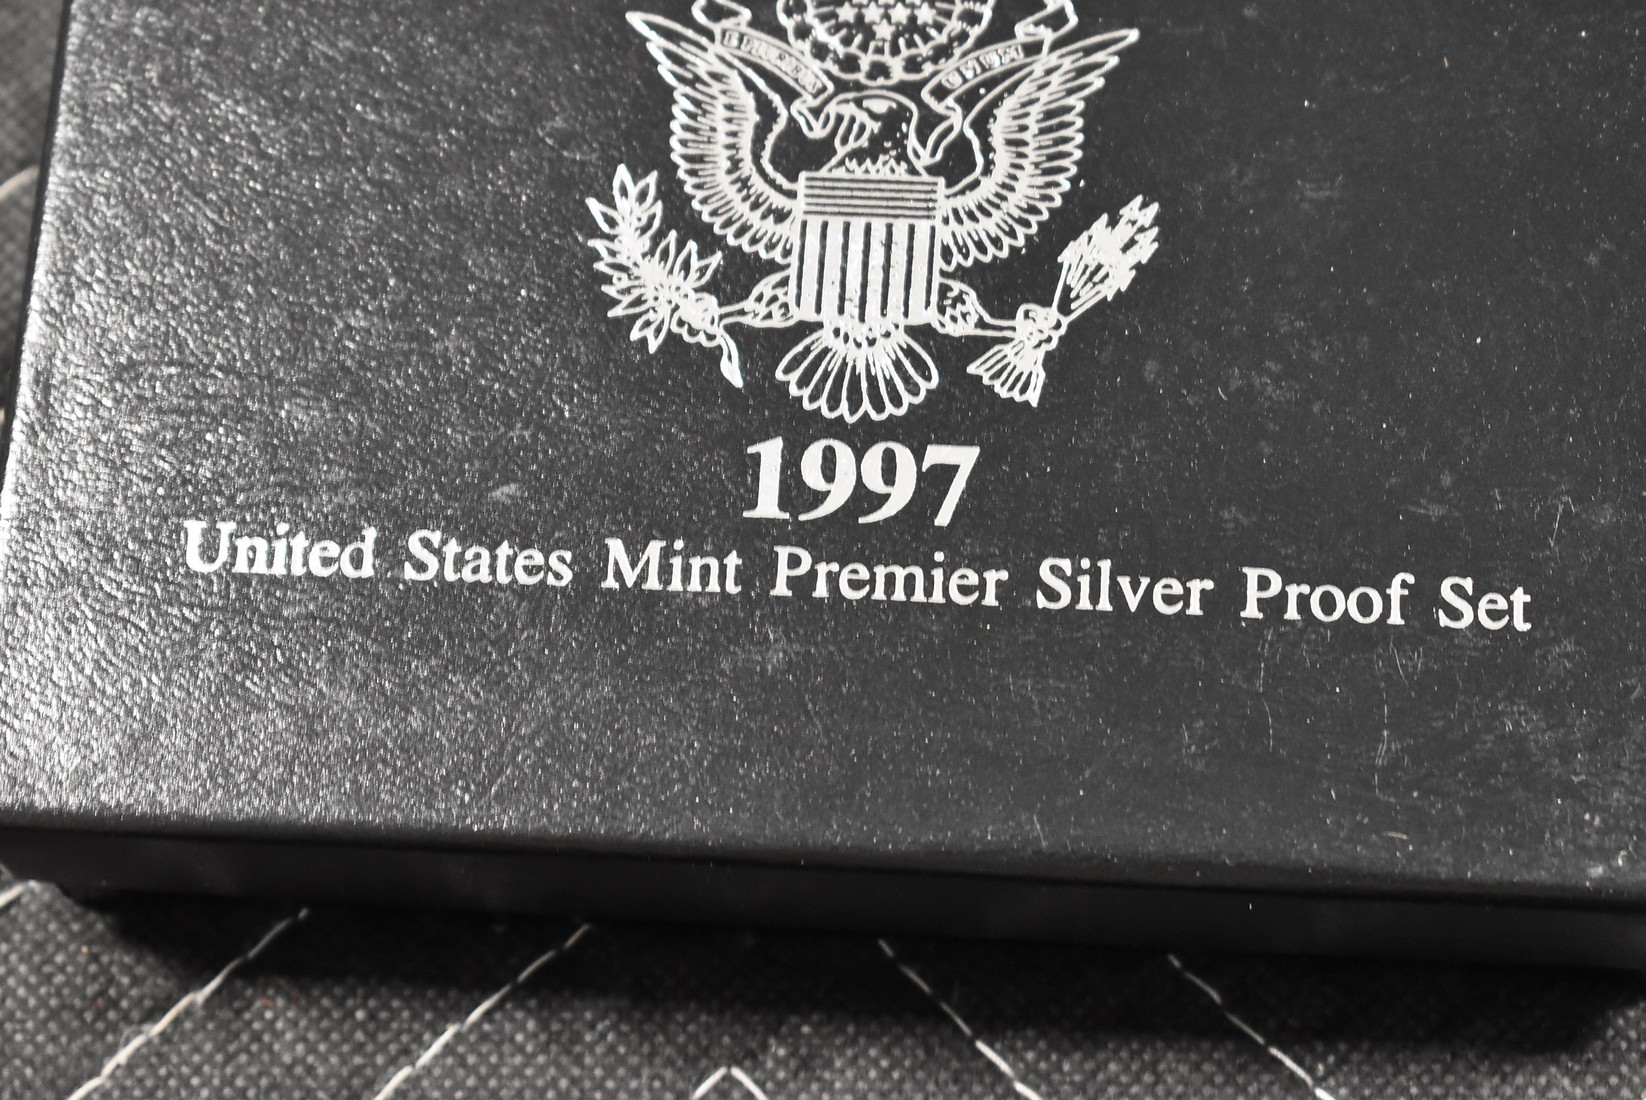 1997
United States Mint Premier Silver Proof Set